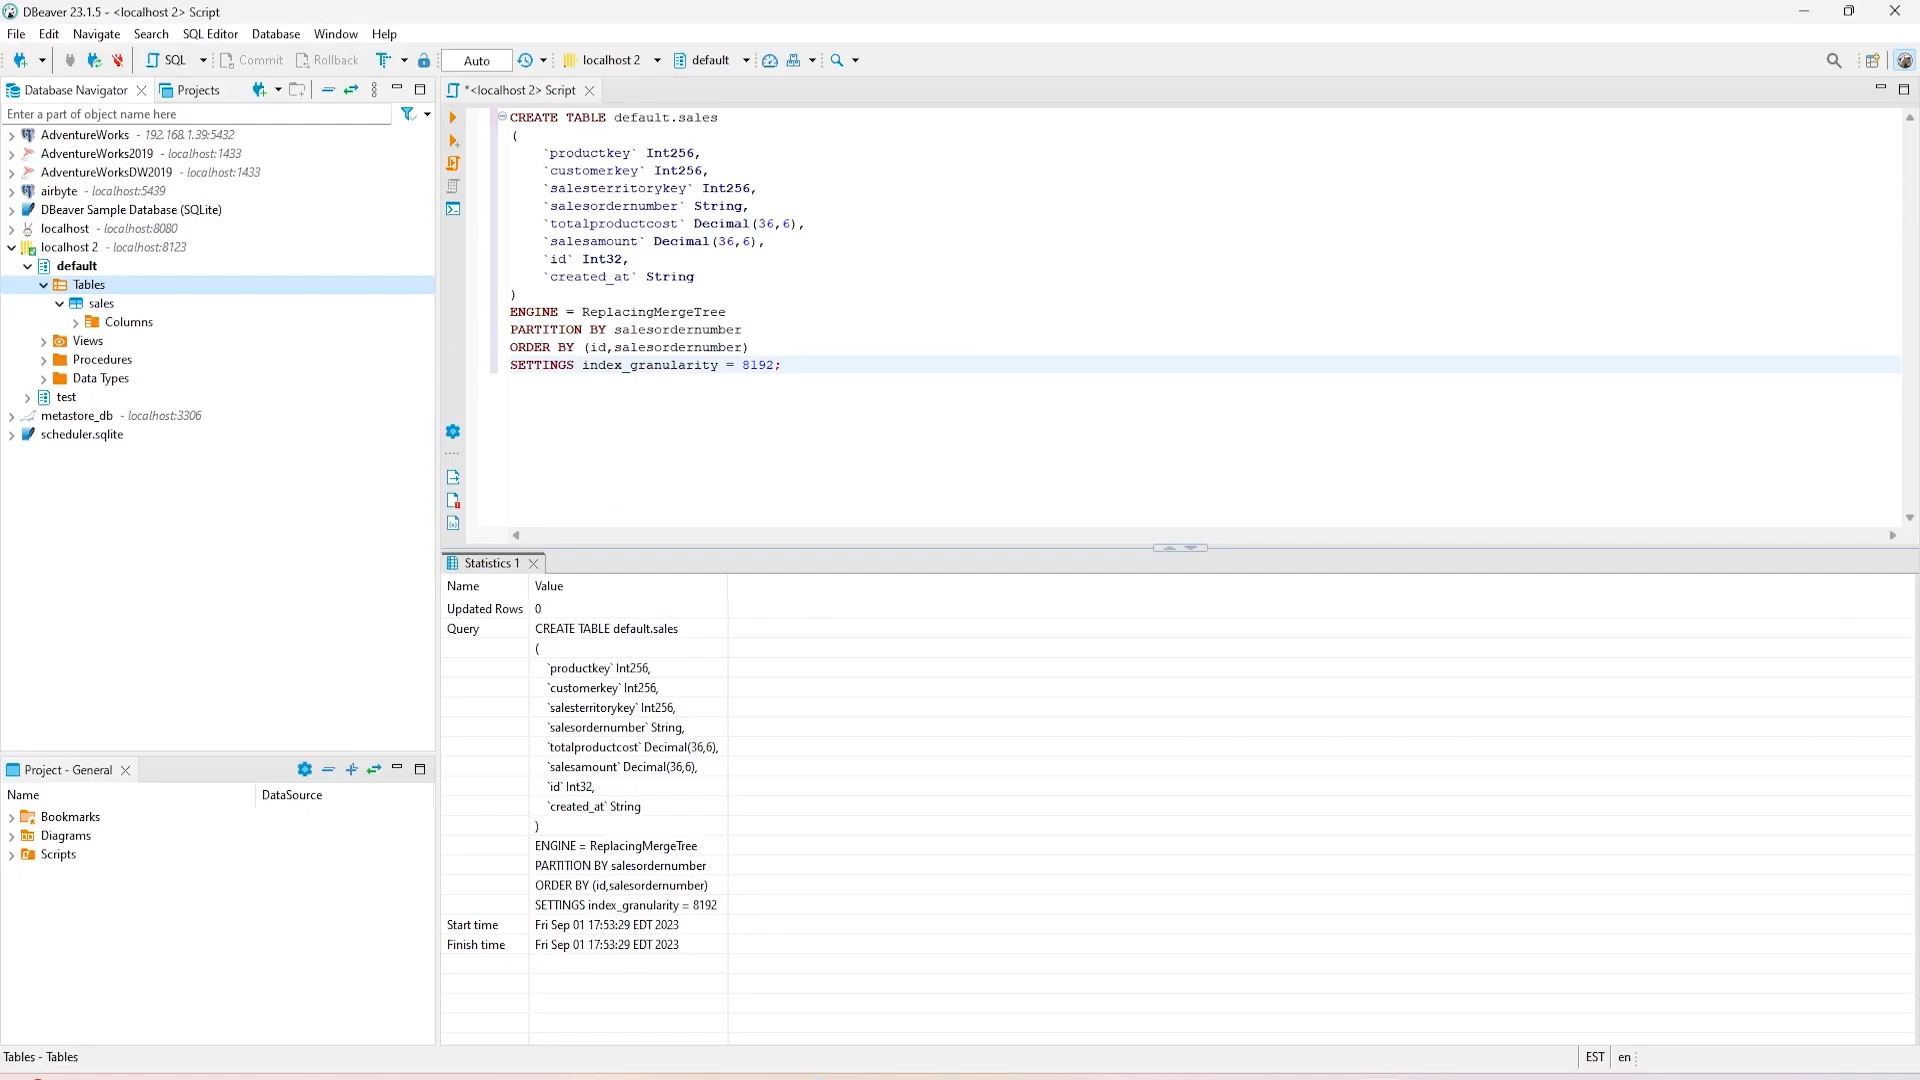 DBeaver 23.1.5 - <localhost 2> Script
File Edit Navigate Search SQL Editor Database Window Help
SQL Commit Rollback Auto localhost 2 default
Database Navigator Projects
Enter a part of object name here
AdventureWorks - 192.168.1.39:5432
AdventureWorks2019 - localhost:1433
AdventureWorksDW2019 - localhost:1433
airbyte - localhost:5439
DBeaver Sample Database (SQLite)
localhost - localhost:8080
localhost 2 - localhost:8123
default
Tables
sales
Columns
Views
Procedures
Data Types
test
metastore_db - localhost:3306
scheduler.sqlite
Project - General
Name DataSource
Bookmarks
Diagrams
Scripts
*<localhost 2> Script
CREATE TABLE default.sales
(
`productkey` Int256,
`customerkey` Int256,
`salesterritorykey` Int256,
`salesordernumber` String,
`totalproductcost` Decimal(36,6),
`salesamount` Decimal(36,6),
`id` Int32,
`created_at` String
)
ENGINE = ReplacingMergeTree
PARTITION BY salesordernumber
ORDER BY (id,salesordernumber)
SETTINGS index_granularity = 8192;
Statistics 1
Name Value
Updated Rows 0
Query CREATE TABLE default.sales
(
`productkey` Int256,
`customerkey` Int256,
`salesterritorykey` Int256,
`salesordernumber` String,
`totalproductcost` Decimal(36,6),
`salesamount` Decimal(36,6),
`id` Int32,
`created_at` String
)
ENGINE = ReplacingMergeTree
PARTITION BY salesordernumber
ORDER BY (id,salesordernumber)
SETTINGS index_granularity = 8192
Start time Fri Sep 01 17:53:29 EDT 2023
Finish time Fri Sep 01 17:53:29 EDT 2023
Tables - Tables
EST en